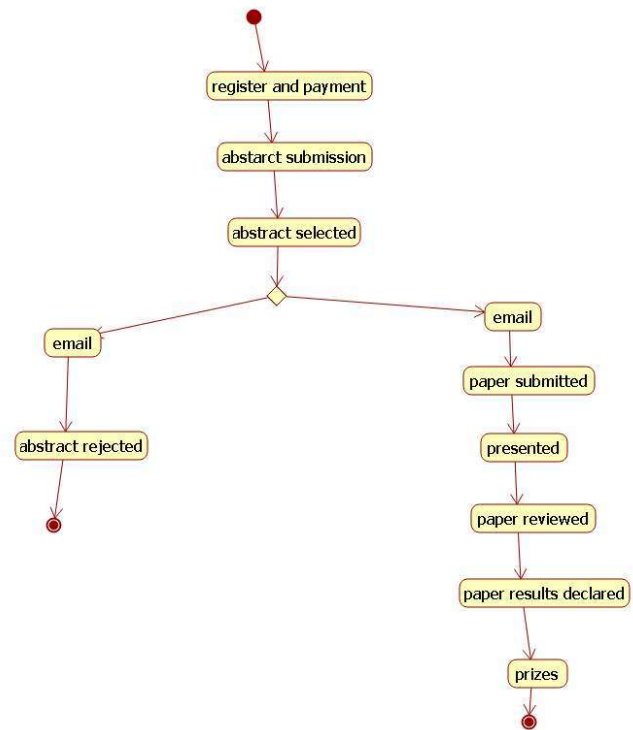 register and payment
abstarct submission
abstract selected
email
abstract rejected
email
paper submitted
presented
paper reviewed
paper results declared
prizes